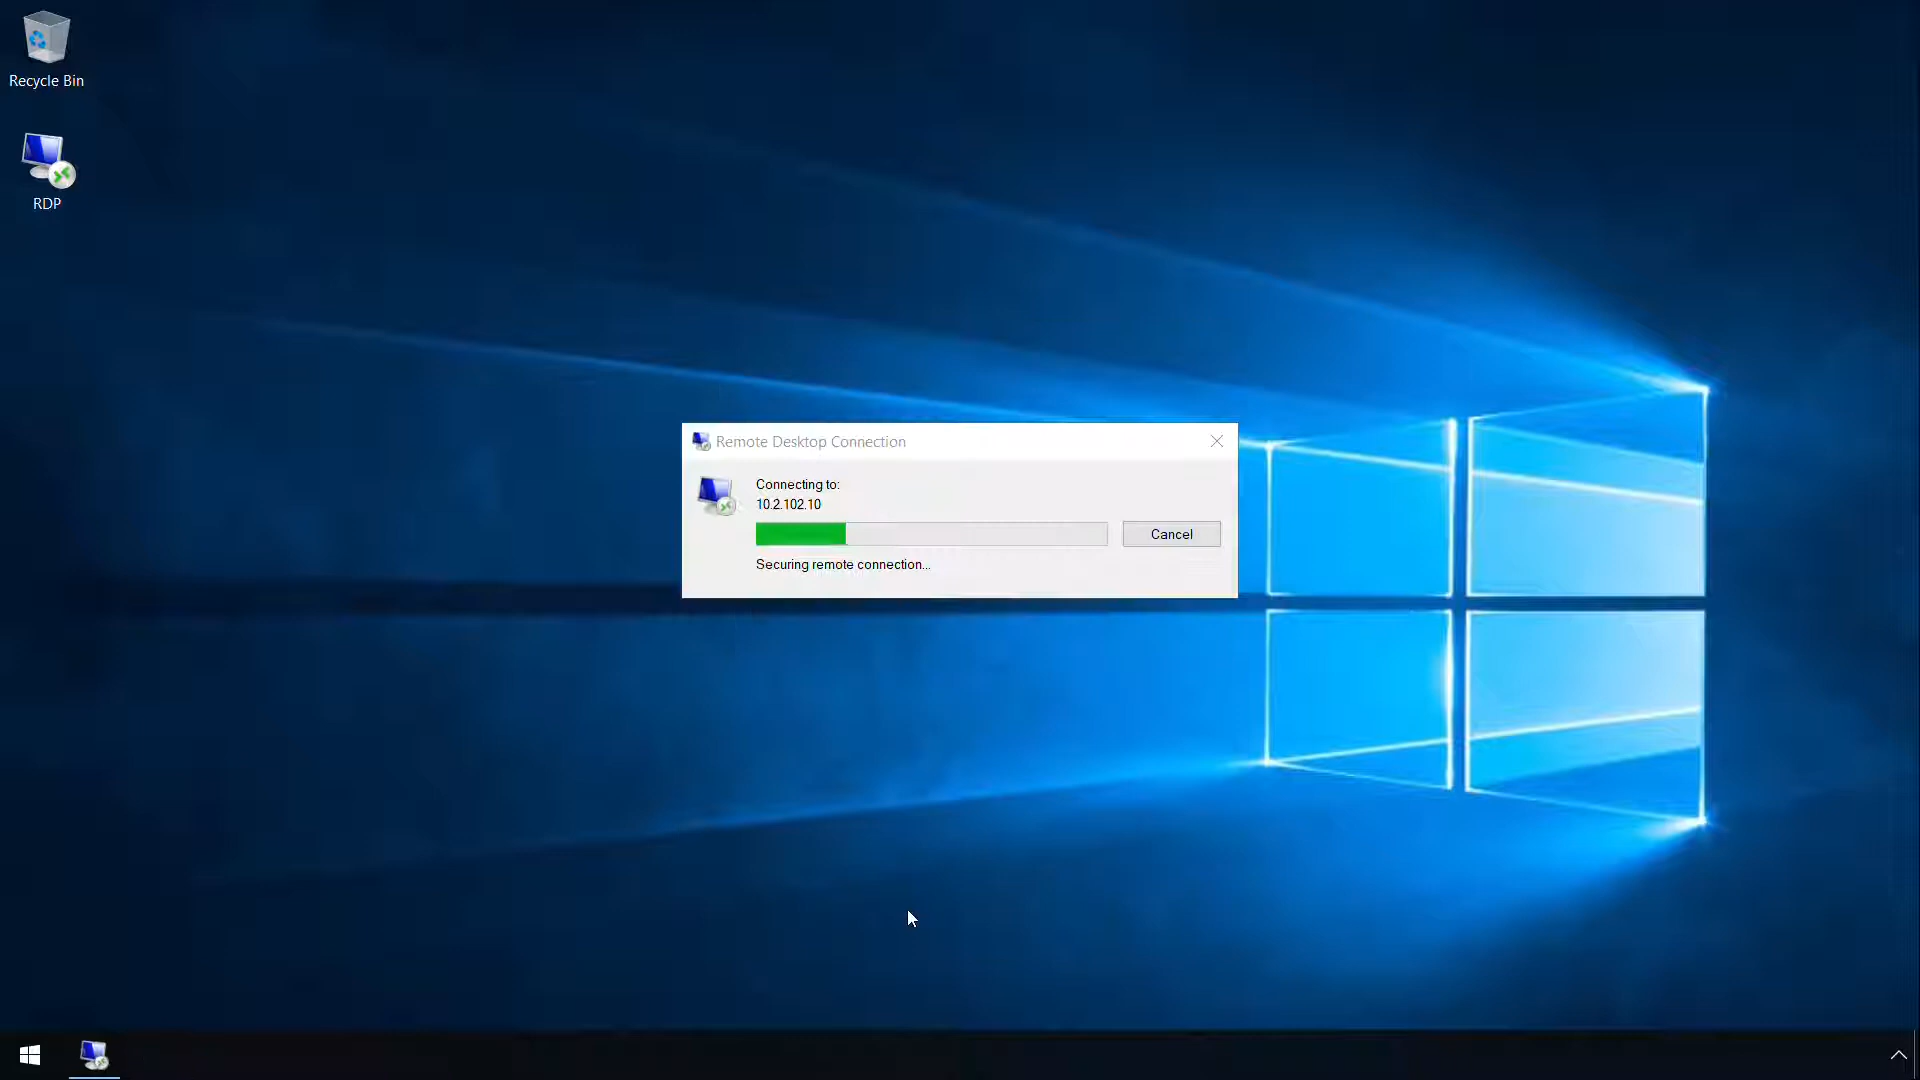 Recycle Bin
RDP
Remote Desktop Connection
Connecting to:
10.2.102.10
Cancel
Securing remote connection...